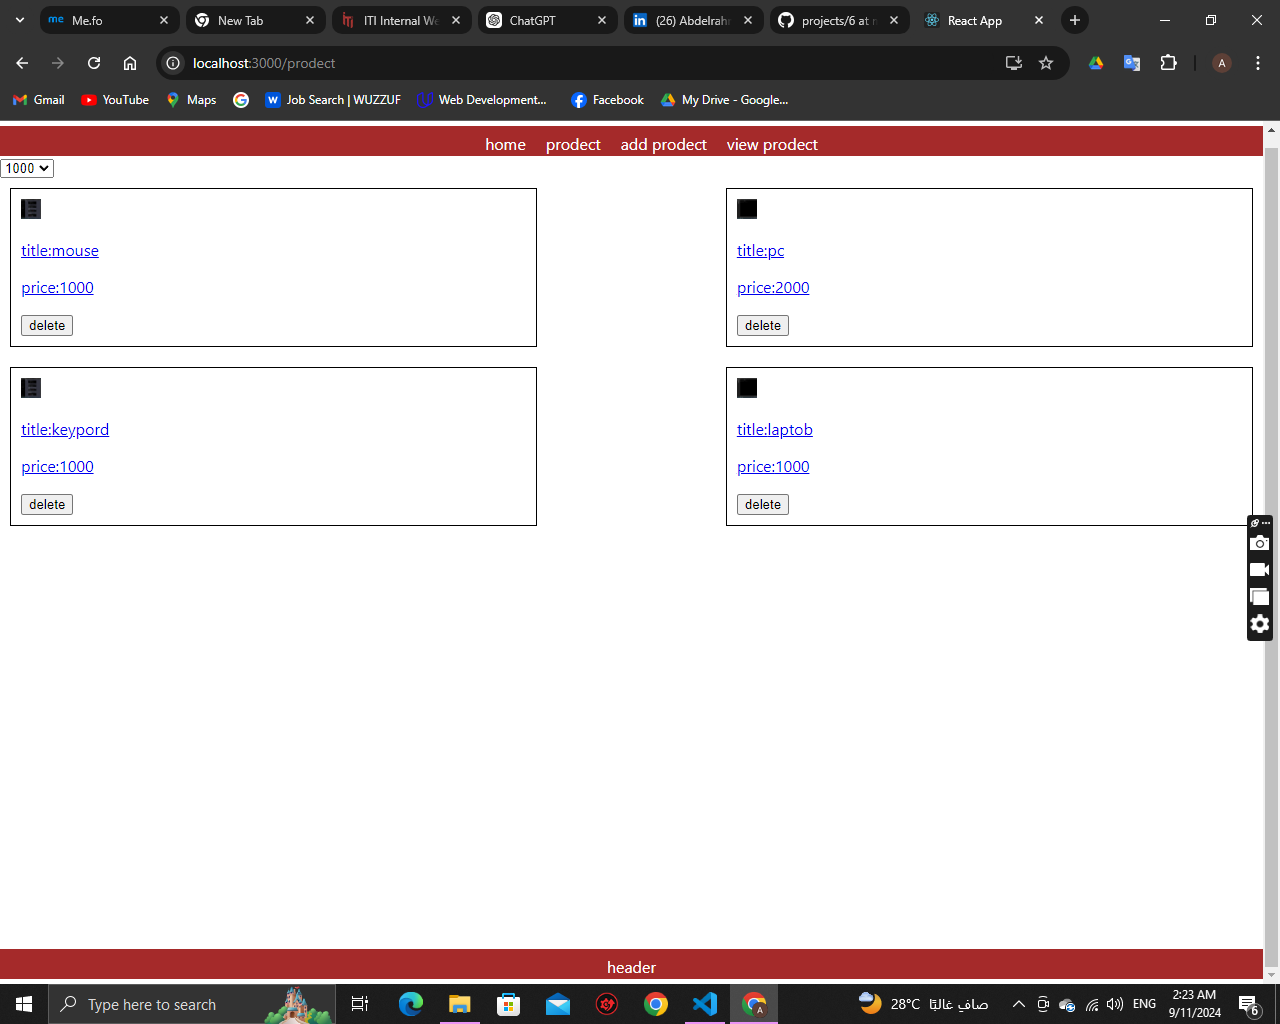 Me.fo
New Tab
ITI Internal We
ChatGPT
(26) Abdelrahm
projects/6 at m
React App
localhost:3000/prodect
A
Gmail
YouTube
Maps
Job Search | WUZZUF
Web Development...
Facebook
My Drive - Google...
home
prodect
add prodect
view prodect
1000
title:mouse
price:1000
delete
title:pc
price:2000
delete
title:keypord
price:1000
delete
title:laptob
price:1000
delete
header
Type here to search
28°C صافٍ غالبًا
ENG
2:23 AM
9/11/2024
6